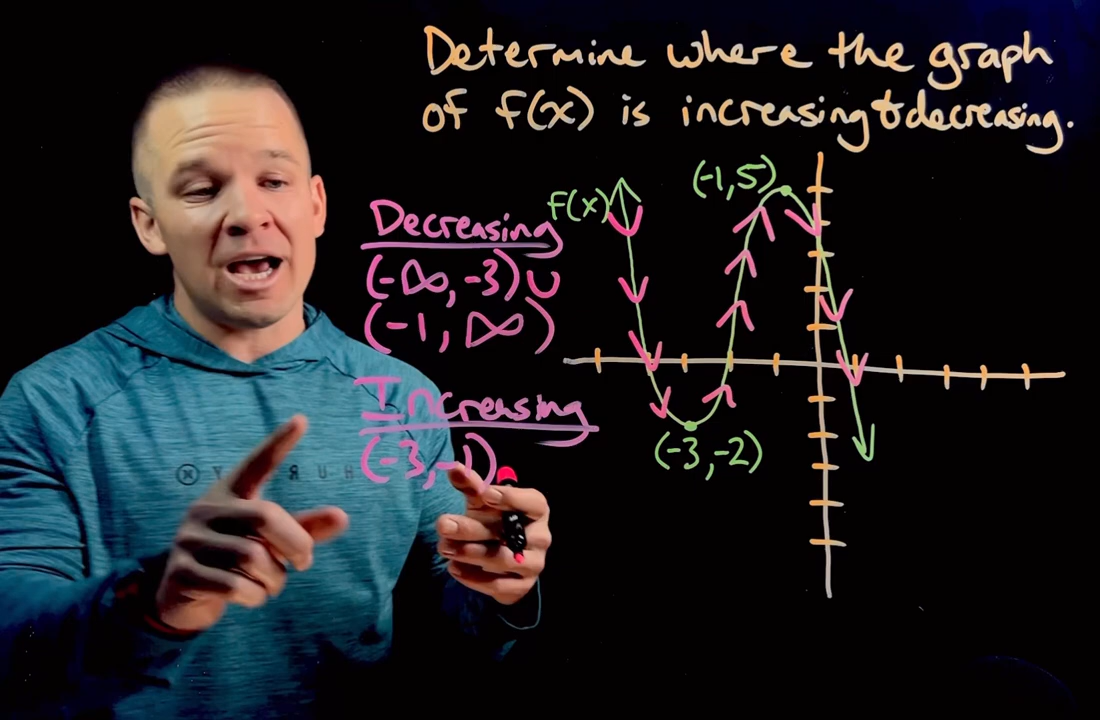 Determine where the graph
of f(x) is increasing & decreasing.
(-1,5)
f(x)
Decreasing
(-∞,-3) ∪
(-1, ∞)
Increasing
(-3,-1)
(-3,-2)